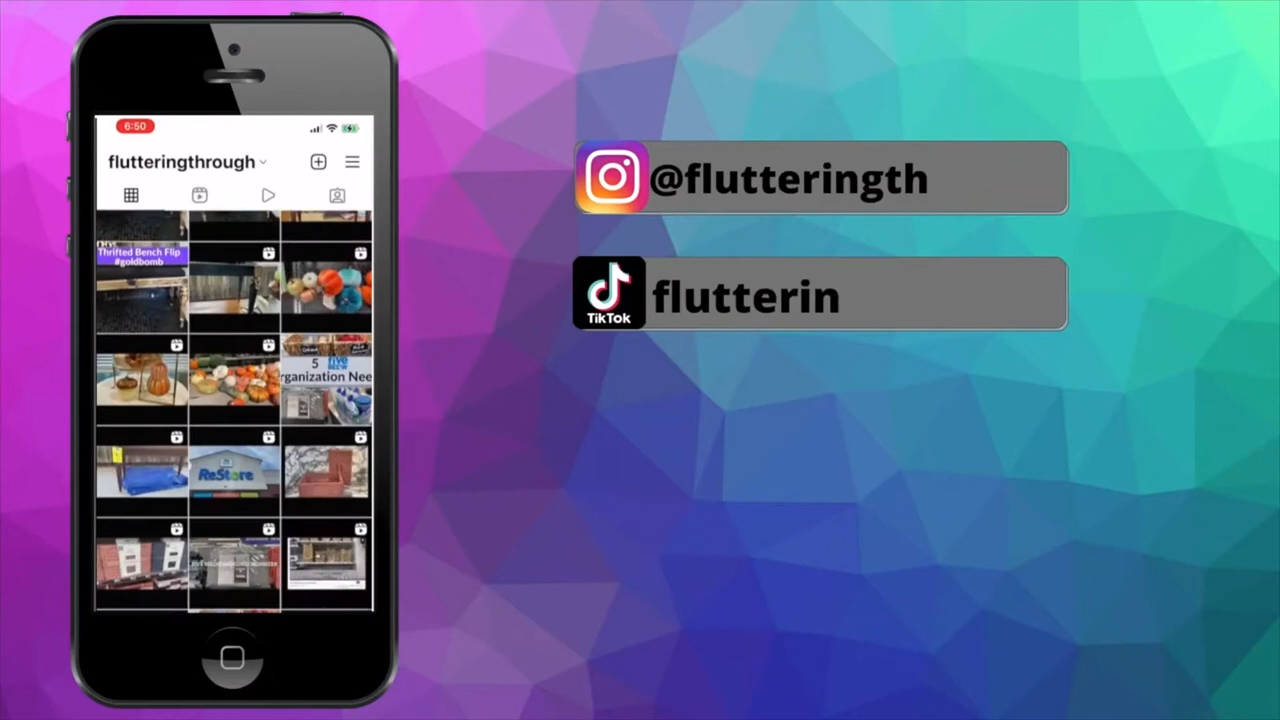 6:50
flutteringthrough
Thrifted Bench Flip
#goldbomb
5
rganization Nee
ReStore
@flutteringth
TikTok
flutterin